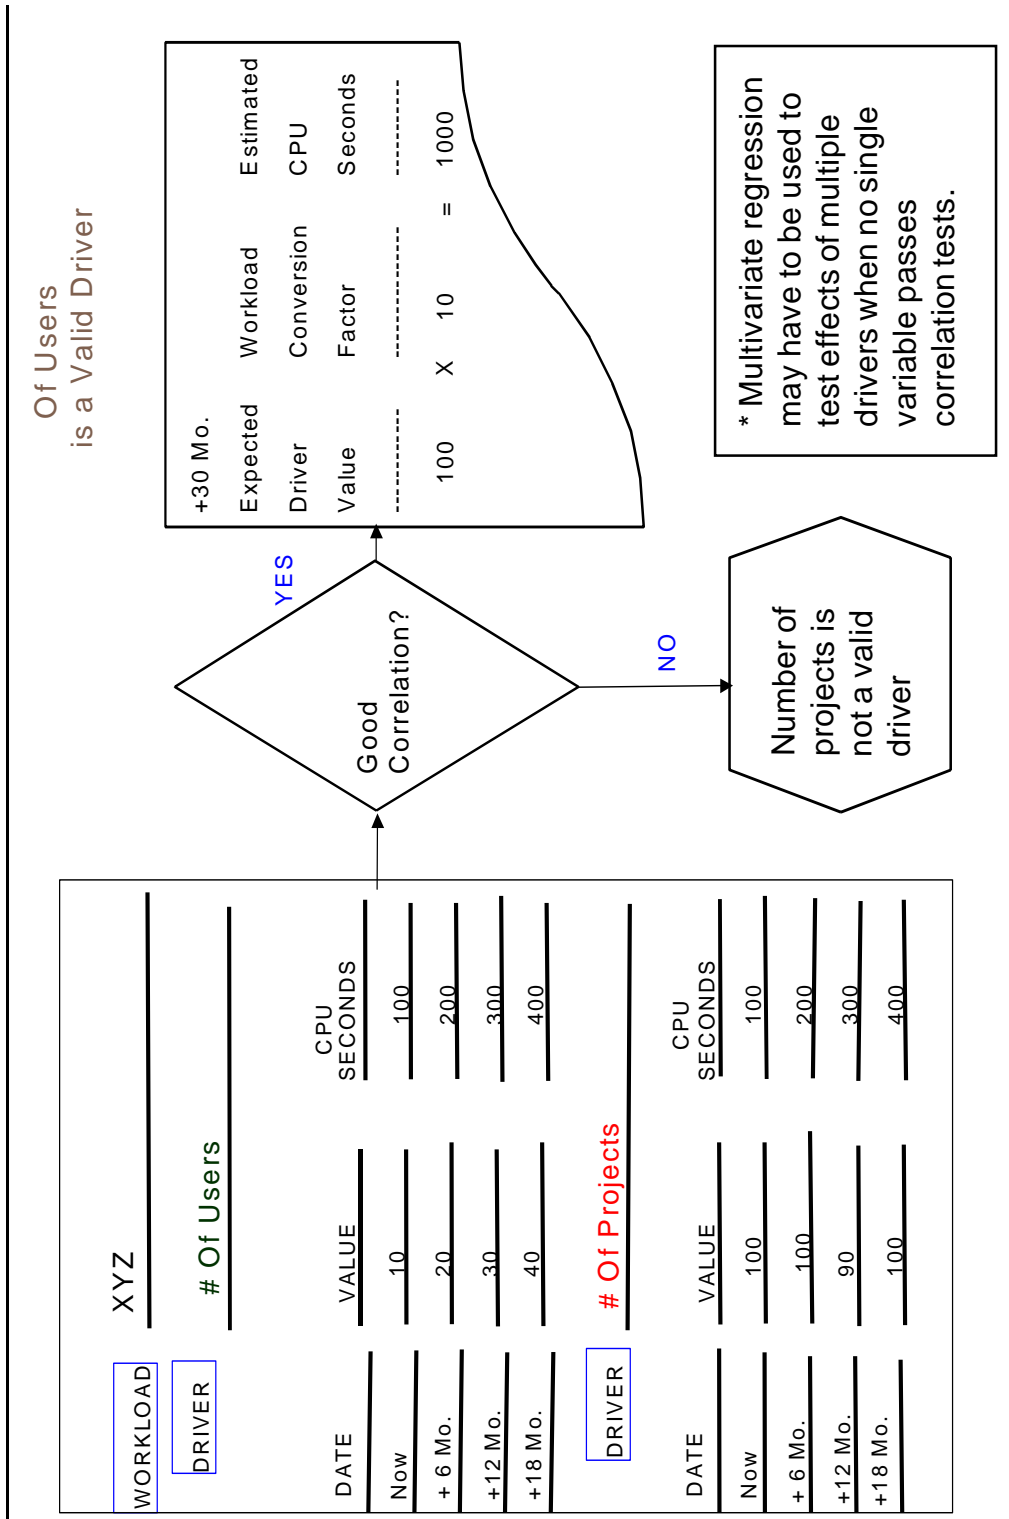 Of Users
is a Valid Driver
WORKLOAD XYZ
DRIVER # Of Users
DATE VALUE CPU SECONDS
Now 10 100
+ 6 Mo. 20 200
+12 Mo. 30 300
+18 Mo. 40 400
DRIVER # Of Projects
DATE VALUE CPU SECONDS
Now 100 100
+ 6 Mo. 100 200
+12 Mo. 90 300
+18 Mo. 100 400
Good
Correlation?
YES
NO
+30 Mo.
Expected Workload Estimated
Driver Conversion CPU
Value Factor Seconds
-------- ------------- ----------
100 X 10 = 1000
Number of
projects is
not a valid
driver
* Multivariate regression
may have to be used to
test effects of multiple
drivers when no single
variable passes
correlation tests.